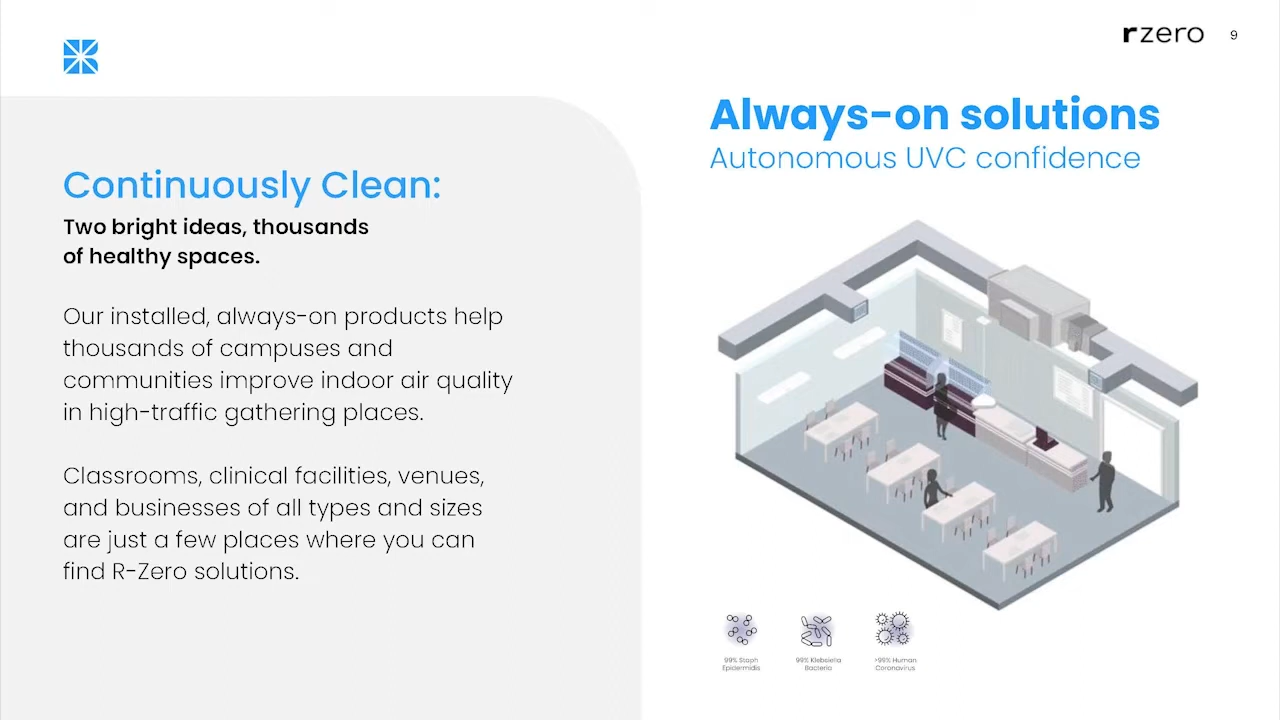 rzero
9
Continuously Clean:
Two bright ideas, thousands
of healthy spaces.
Our installed, always-on products help
thousands of campuses and
communities improve indoor air quality
in high-traffic gathering places.
Classrooms, clinical facilities, venues,
and businesses of all types and sizes
are just a few places where you can
find R-Zero solutions.
Always-on solutions
Autonomous UVC confidence
99% Staph
Epidermidis
99% Klebsiella
Bacteria
>99% Human
Coronavirus